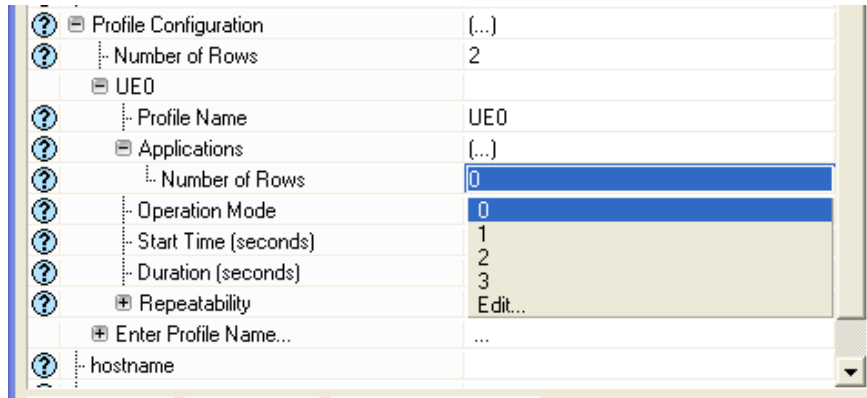 Profile Configuration (...)
Number of Rows 2
UE0
Profile Name UE0
Applications (...)
Number of Rows 0
Operation Mode 0
Start Time (seconds) 1
2
Duration (seconds) 3
Repeatability Edit...
Enter Profile Name... ...
hostname